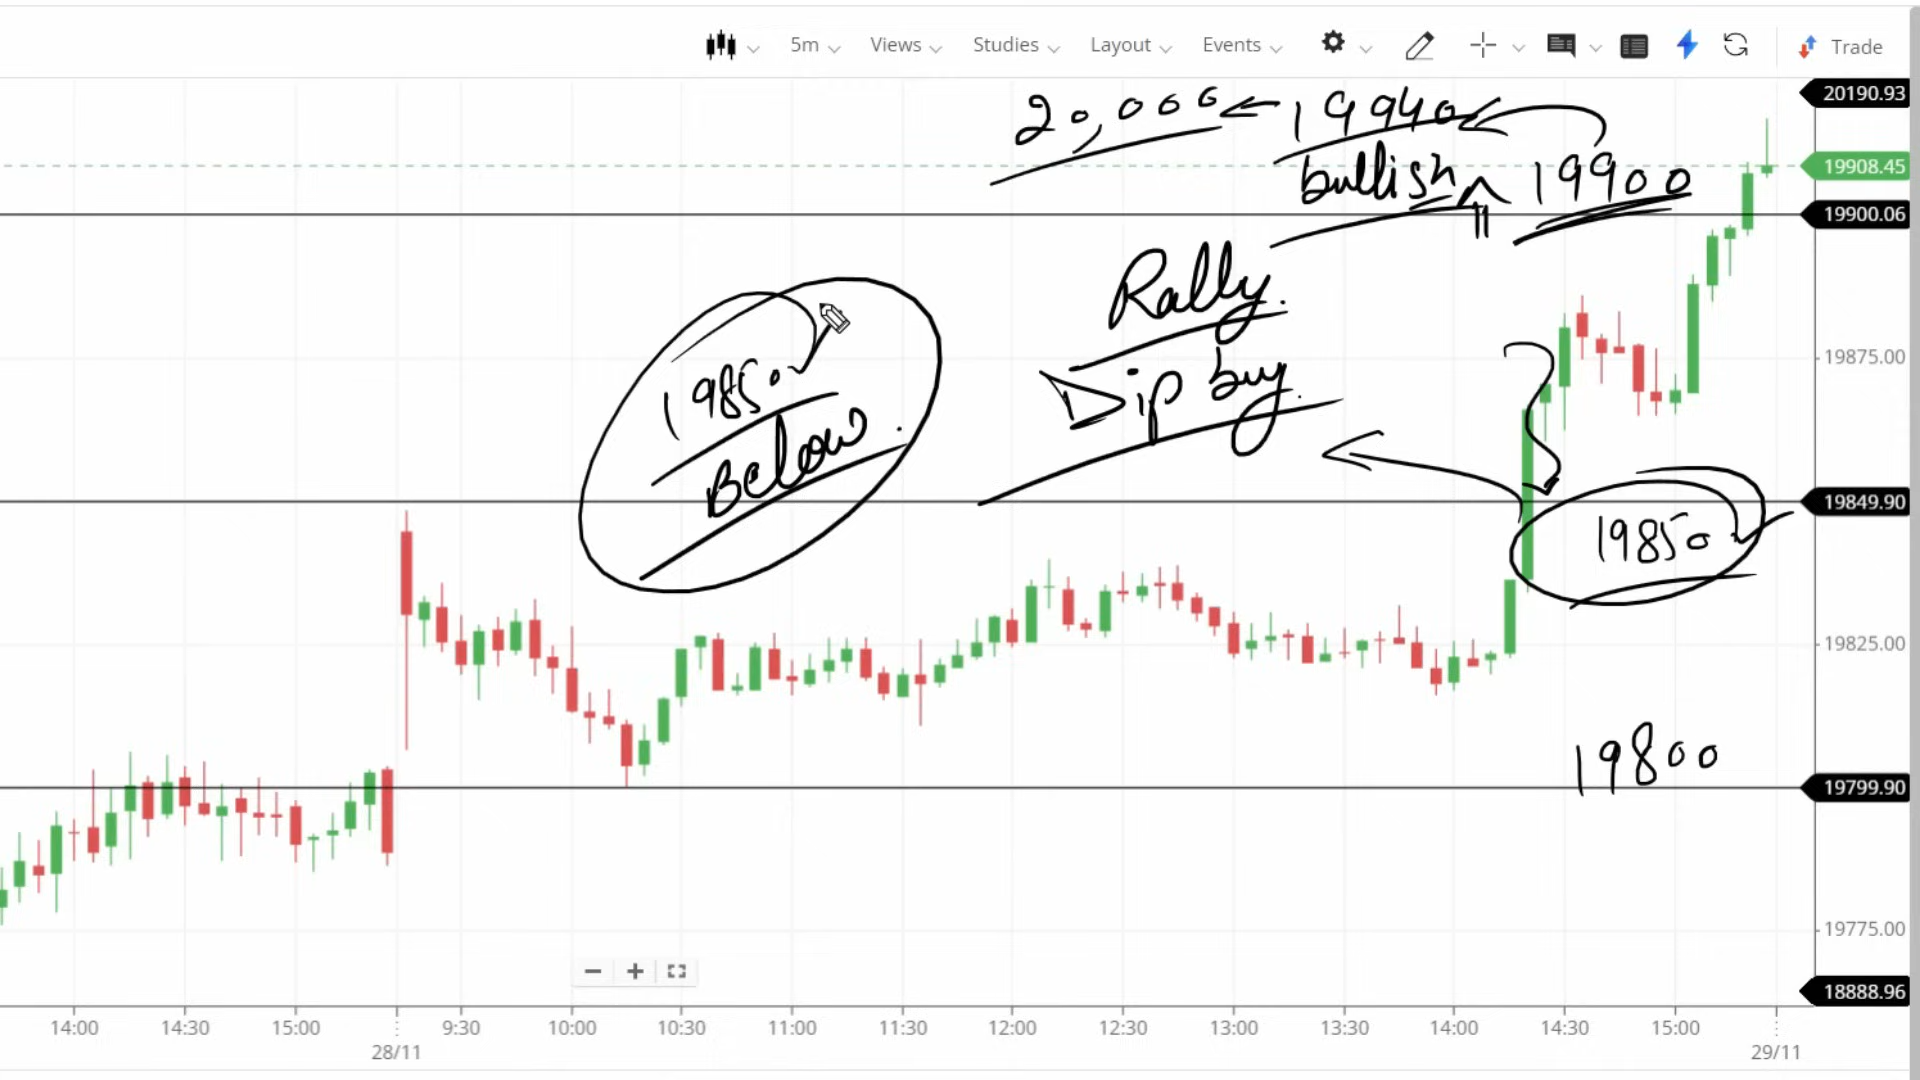 5m Views Studies Layout Events Trade
20190.93
20,000 ← 19940
19908.45
bullish 19900
19900.06
Rally.
19875.00
Dip buy.
19850
Below.
19849.90
19850
19825.00
19800
19799.90
19775.00
18888.96
14:00 14:30 15:00 9:30 10:00 10:30 11:00 11:30 12:00 12:30 13:00 13:30 14:00 14:30 15:00
28/11 29/11